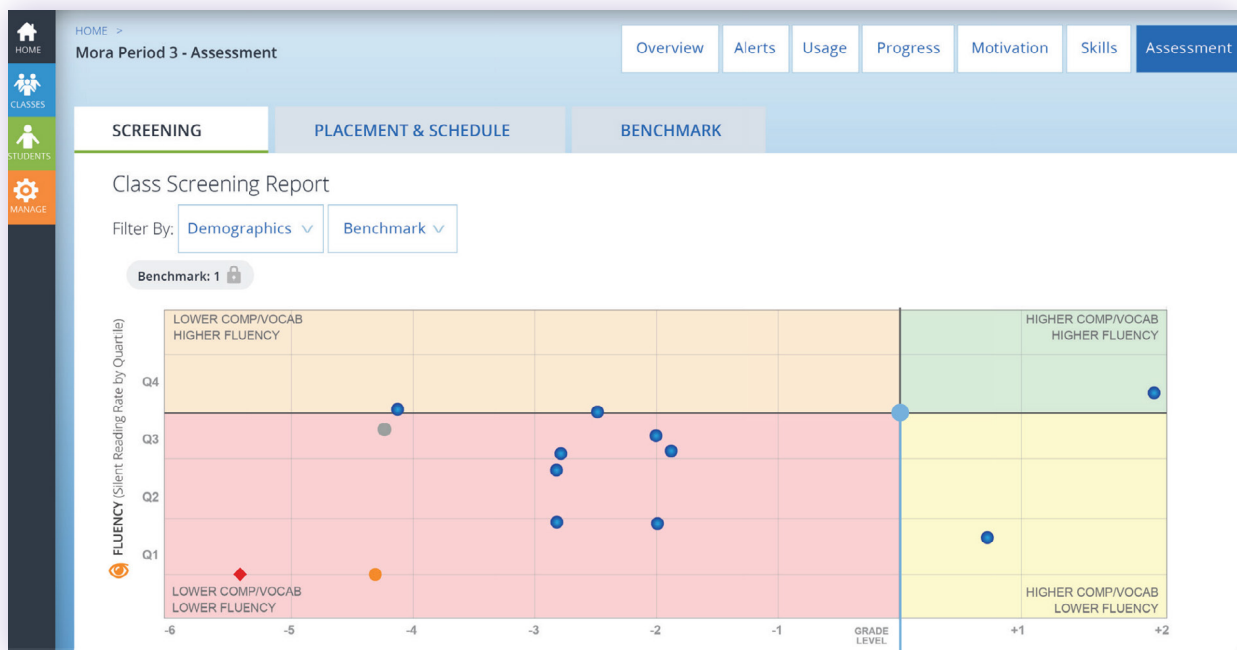 HOME
CLASSES
STUDENTS
MANAGE
HOME >
Mora Period 3 - Assessment
Overview
Alerts
Usage
Progress
Motivation
Skills
Assessment
SCREENING
PLACEMENT & SCHEDULE
BENCHMARK
Class Screening Report
Filter By:
Demographics
Benchmark
Benchmark: 1
FLUENCY (Silent Reading Rate by Quartile)
Q4
Q3
Q2
Q1
LOWER COMP/VOCAB
HIGHER FLUENCY
HIGHER COMP/VOCAB
HIGHER FLUENCY
LOWER COMP/VOCAB
LOWER FLUENCY
HIGHER COMP/VOCAB
LOWER FLUENCY
-6
-5
-4
-3
-2
-1
GRADE
LEVEL
+1
+2